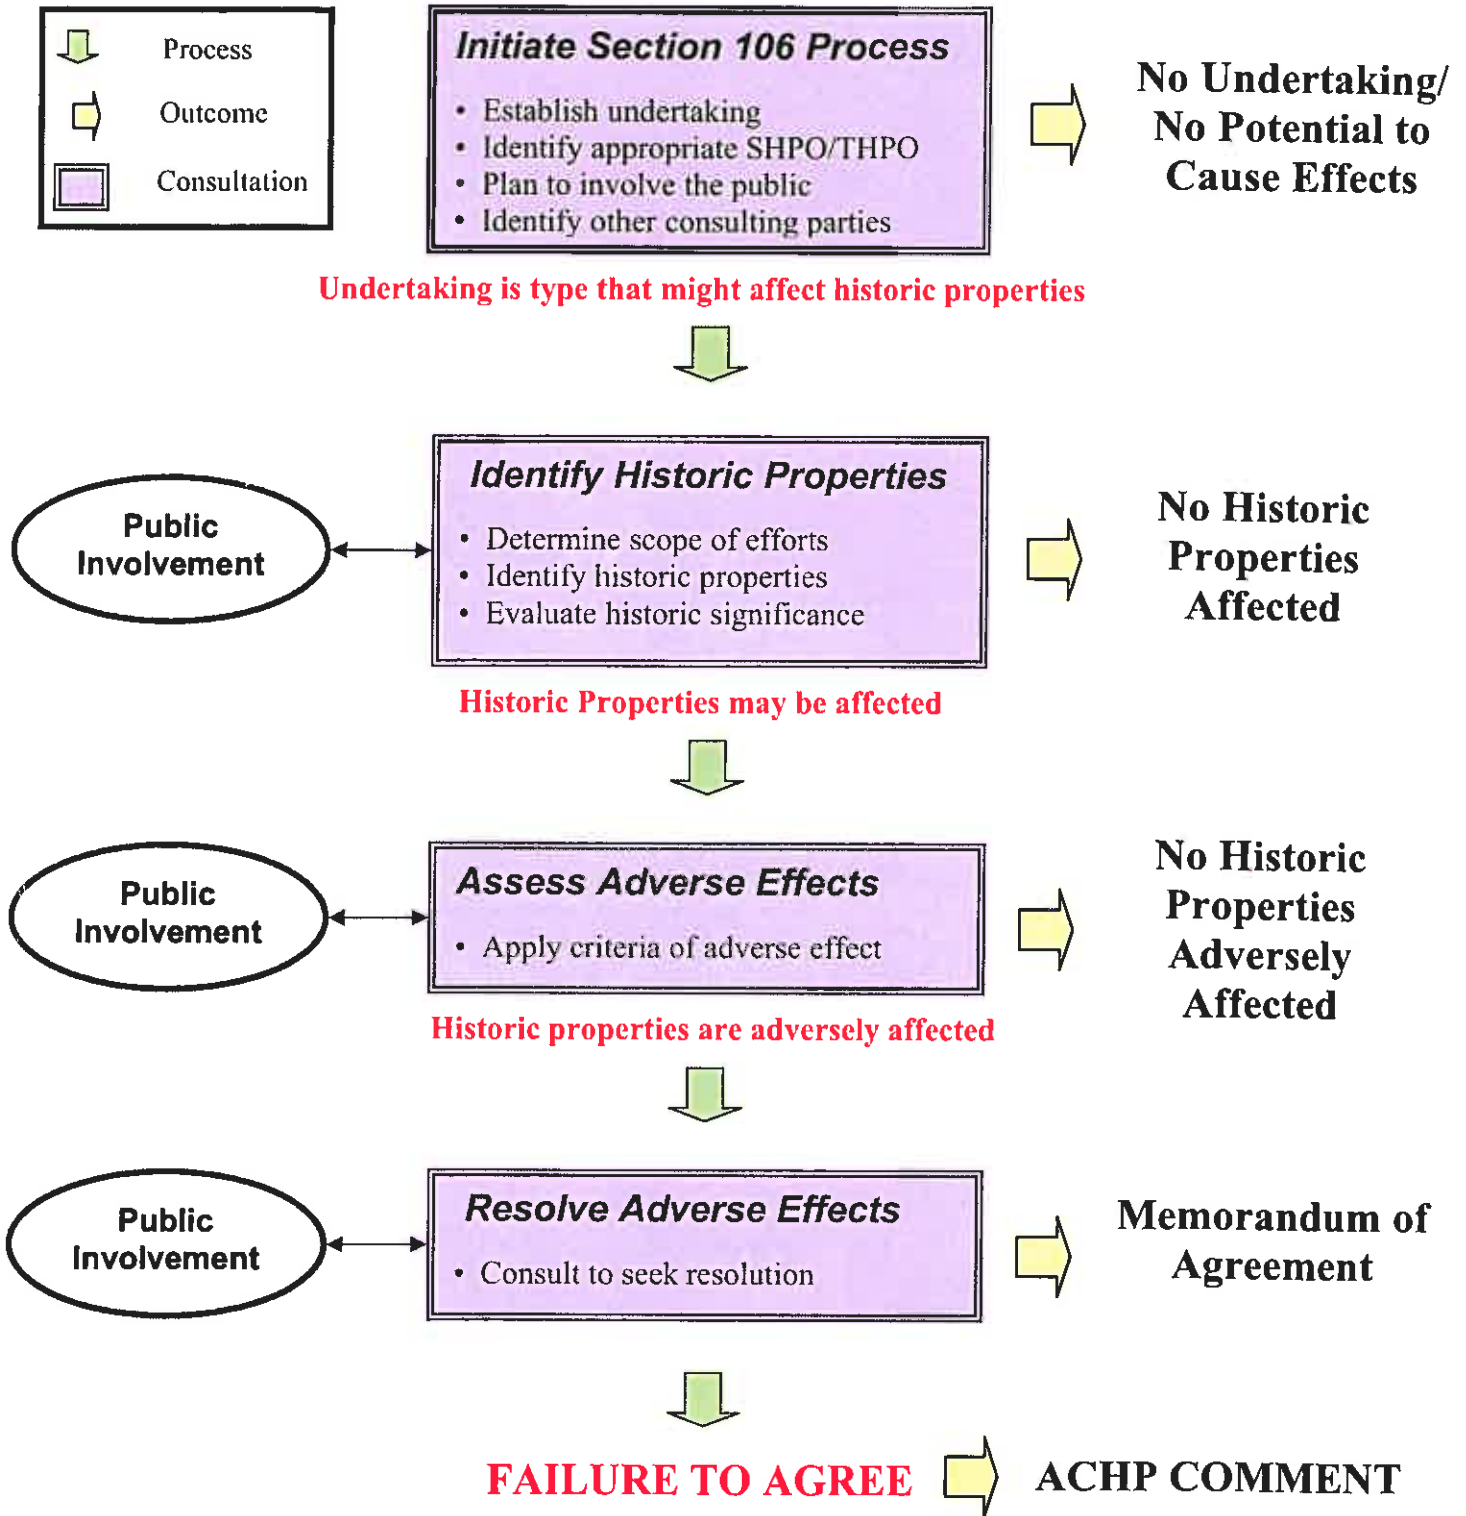 Process
Outcome
Consultation
Initiate Section 106 Process
• Establish undertaking
• Identify appropriate SHPO/THPO
• Plan to involve the public
• Identify other consulting parties
No Undertaking/
No Potential to
Cause Effects
Undertaking is type that might affect historic properties
Public
Involvement
Identify Historic Properties
• Determine scope of efforts
• Identify historic properties
• Evaluate historic significance
No Historic
Properties
Affected
Historic Properties may be affected
Public
Involvement
Assess Adverse Effects
• Apply criteria of adverse effect
No Historic
Properties
Adversely
Affected
Historic properties are adversely affected
Public
Involvement
Resolve Adverse Effects
• Consult to seek resolution
Memorandum of
Agreement
FAILURE TO AGREE
ACHP COMMENT